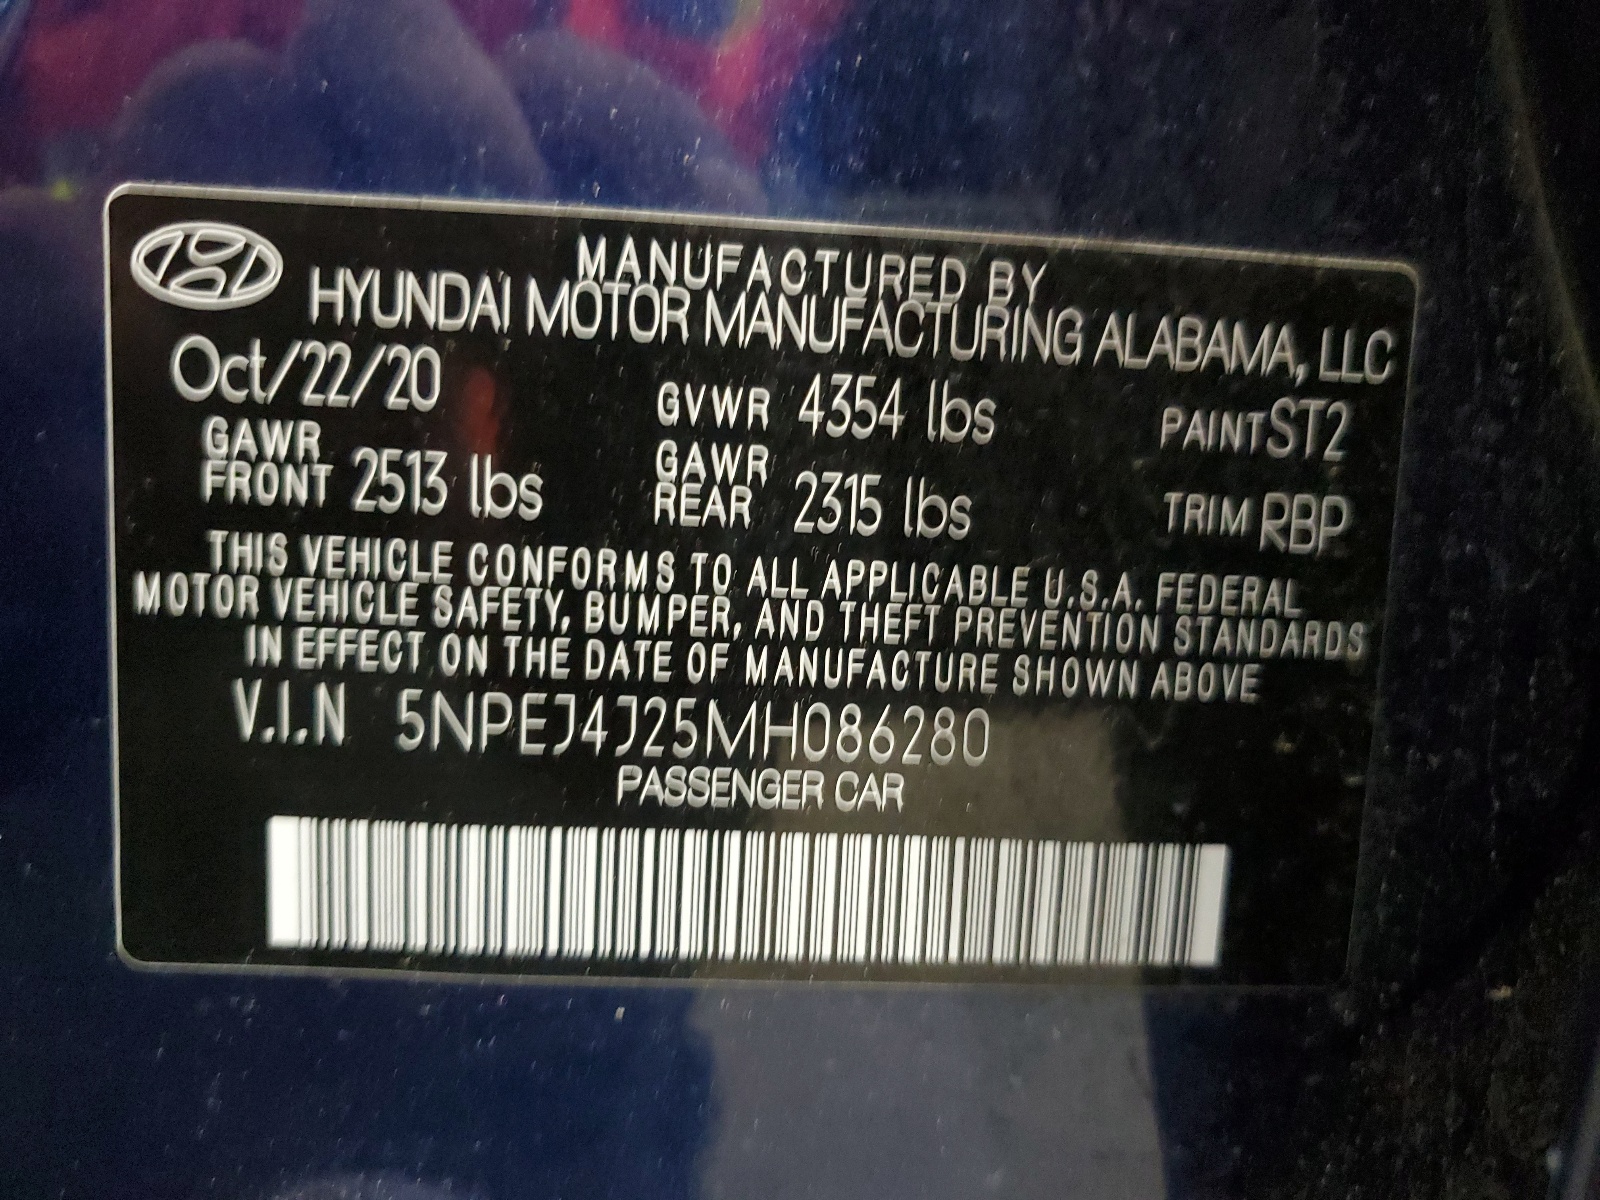 MANUFACTURED BY
HYUNDAI MOTOR MANUFACTURING ALABAMA, LLC
Oct/22/20 GVWR 4354 lbs PAINT ST2
GAWR FRONT 2513 lbs GAWR REAR 2315 lbs TRIM RBP
THIS VEHICLE CONFORMS TO ALL APPLICABLE U.S.A. FEDERAL
MOTOR VEHICLE SAFETY, BUMPER, AND THEFT PREVENTION STANDARDS
IN EFFECT ON THE DATE OF MANUFACTURE SHOWN ABOVE
V.I.N 5NPEJ4J25MH086280
PASSENGER CAR